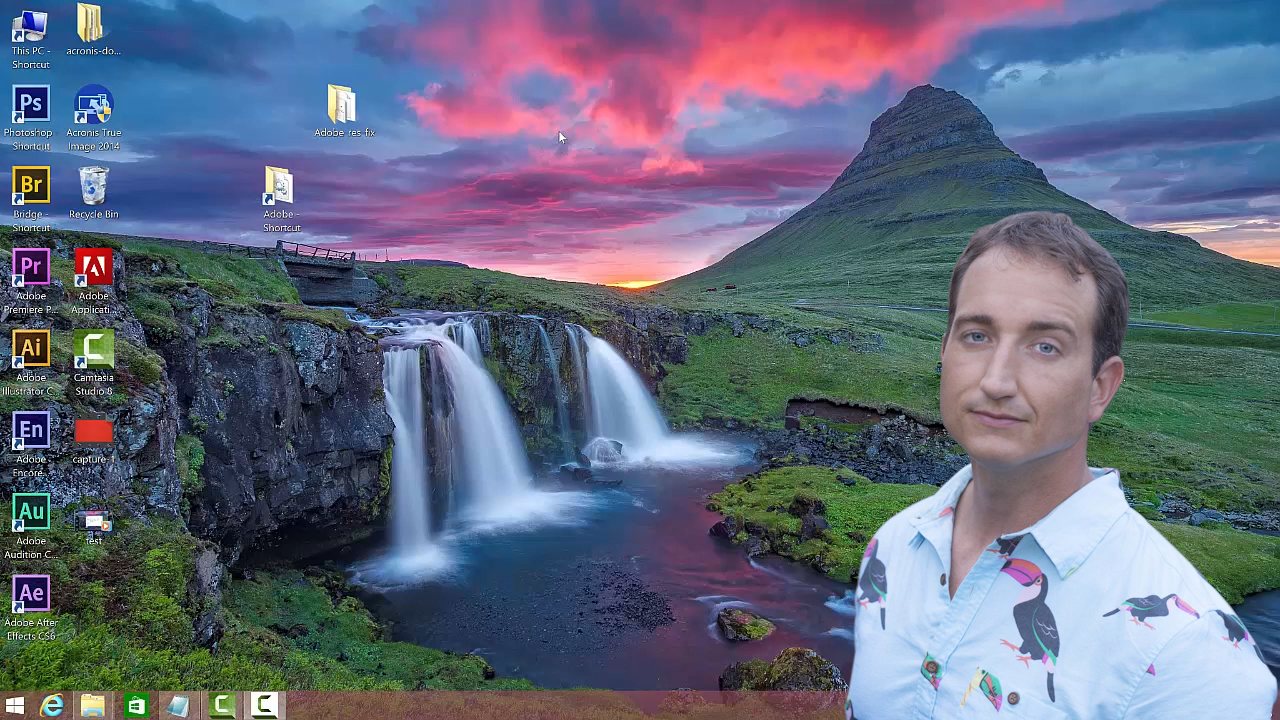 This PC -
Shortcut
acronis-do...
Ps
Photoshop
Shortcut
Acronis True
Image 2014
Adobe_res_fix
Br
Bridge -
Shortcut
Recycle Bin
Adobe -
Shortcut
Pr
Adobe
Premiere P...
Adobe
Applicati...
Ai
Adobe
Illustrator C...
Camtasia
Studio 8
En
Adobe
Encore...
capture_1
Au
Adobe
Audition C...
Test
Ae
Adobe After
Effects CS6